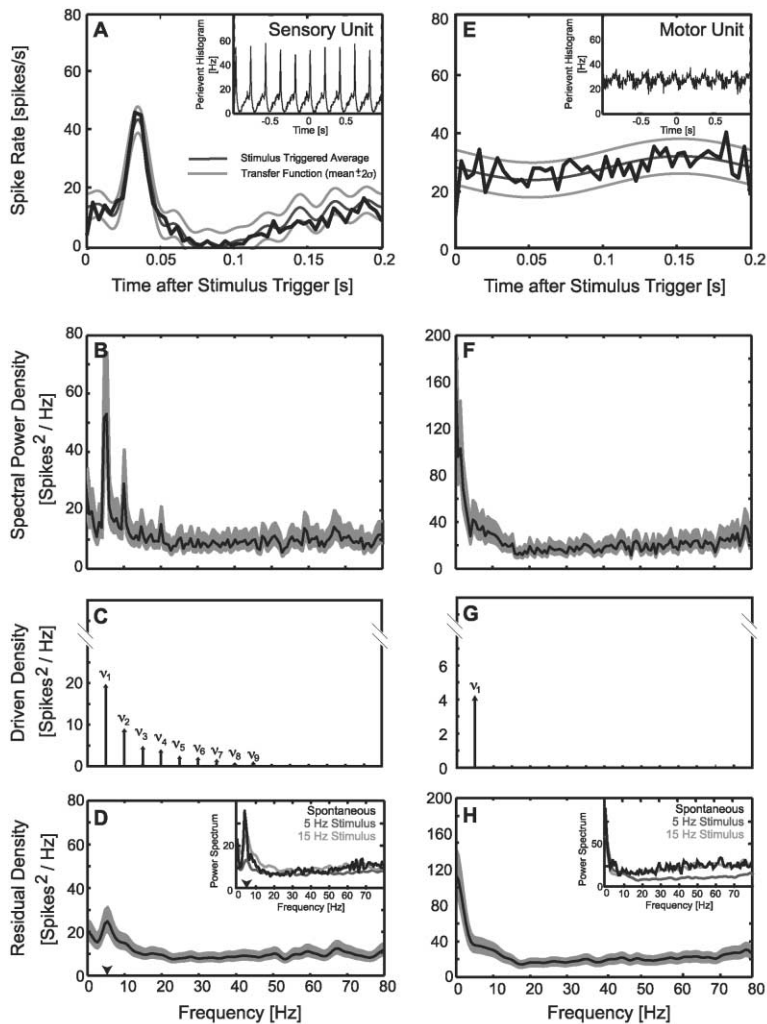 A
Sensory Unit
Perievent Histogram
[Hz]
60
40
20
0
-0.5
0
0.5
Time [s]
Stimulus Triggered Average
Transfer Function (mean±2σ)
Spike Rate [spikes/s]
80
60
40
20
0
0
0.05
0.1
0.15
0.2
Time after Stimulus Trigger [s]
E
Motor Unit
Perievent Histogram
[Hz]
60
40
20
0
-0.5
0
0.5
Time [s]
80
60
40
20
0
0
0.05
0.1
0.15
0.2
Time after Stimulus Trigger [s]
B
Spectral Power Density
[Spikes2 / Hz]
80
60
40
20
0
F
200
160
120
80
40
0
C
Driven Density
[Spikes2 / Hz]
20
10
0
ν1
ν2
ν3
ν4
ν5
ν6
ν7
ν8
ν9
G
6
4
2
0
ν1
D
Residual Density
[Spikes2 / Hz]
80
60
40
20
0
0
10
20
30
40
50
60
70
80
Frequency [Hz]
Spontaneous
5 Hz Stimulus
15 Hz Stimulus
Power Spectrum
20
0
0 10 20 30 40 50 60 70
Frequency [Hz]
H
200
160
120
80
40
0
0
10
20
30
40
50
60
70
80
Frequency [Hz]
Spontaneous
5 Hz Stimulus
15 Hz Stimulus
Power Spectrum
50
0
0 10 20 30 40 50 60 70
Frequency [Hz]